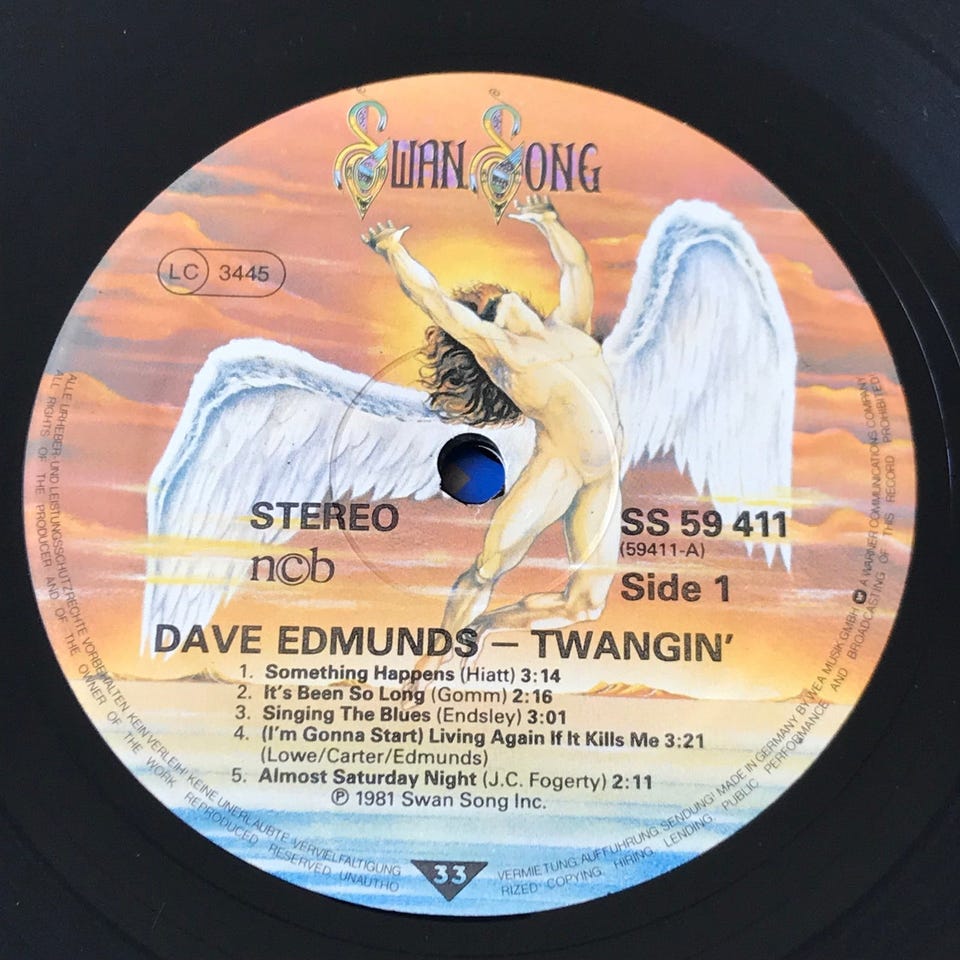 SWAN SONG
LC 3445
STEREO
ncb
SS 59 411
(59411-A)
Side 1
DAVE EDMUNDS – TWANGIN’
1. Something Happens (Hiatt) 3:14
2. It's Been So Long (Gomm) 2:16
3. Singing The Blues (Endsley) 3:01
4. (I'm Gonna Start) Living Again If It Kills Me 3:21
(Lowe/Carter/Edmunds)
5. Almost Saturday Night (J.C. Fogerty) 2:11
℗ 1981 Swan Song Inc.
33
ALLE URHEBER- UND LEISTUNGSSCHUTZRECHTE VORBEHALTEN KEIN VERLEIH! KEINE UNERLAUBTE VERVIELFÄLTIGUNG VERMIETUNG, AUFFÜHRUNG, SENDUNG! MADE IN GERMANY BY WEA MUSIK GMBH A WARNER COMMUNICATIONS COMPANY
ALL RIGHTS OF THE PRODUCER AND OF THE OWNER OF THE WORK REPRODUCED RESERVED. UNAUTHORIZED COPYING, HIRING, LENDING, PUBLIC PERFORMANCE AND BROADCASTING OF THIS RECORD PROHIBITED.